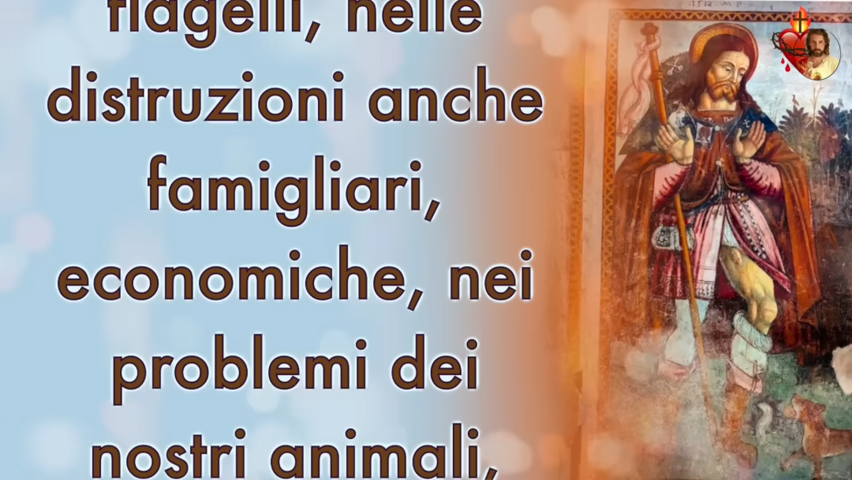 flagelli, nelle
distruzioni anche
famigliari,
economiche, nei
problemi dei
nostri animali,